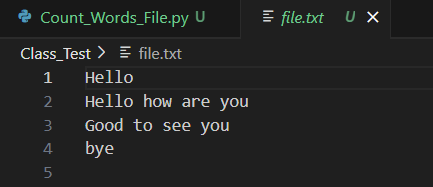 Count_Words_File.py U
file.txt U
Class_Test > file.txt
1 Hello
2 Hello how are you
3 Good to see you
4 bye
5